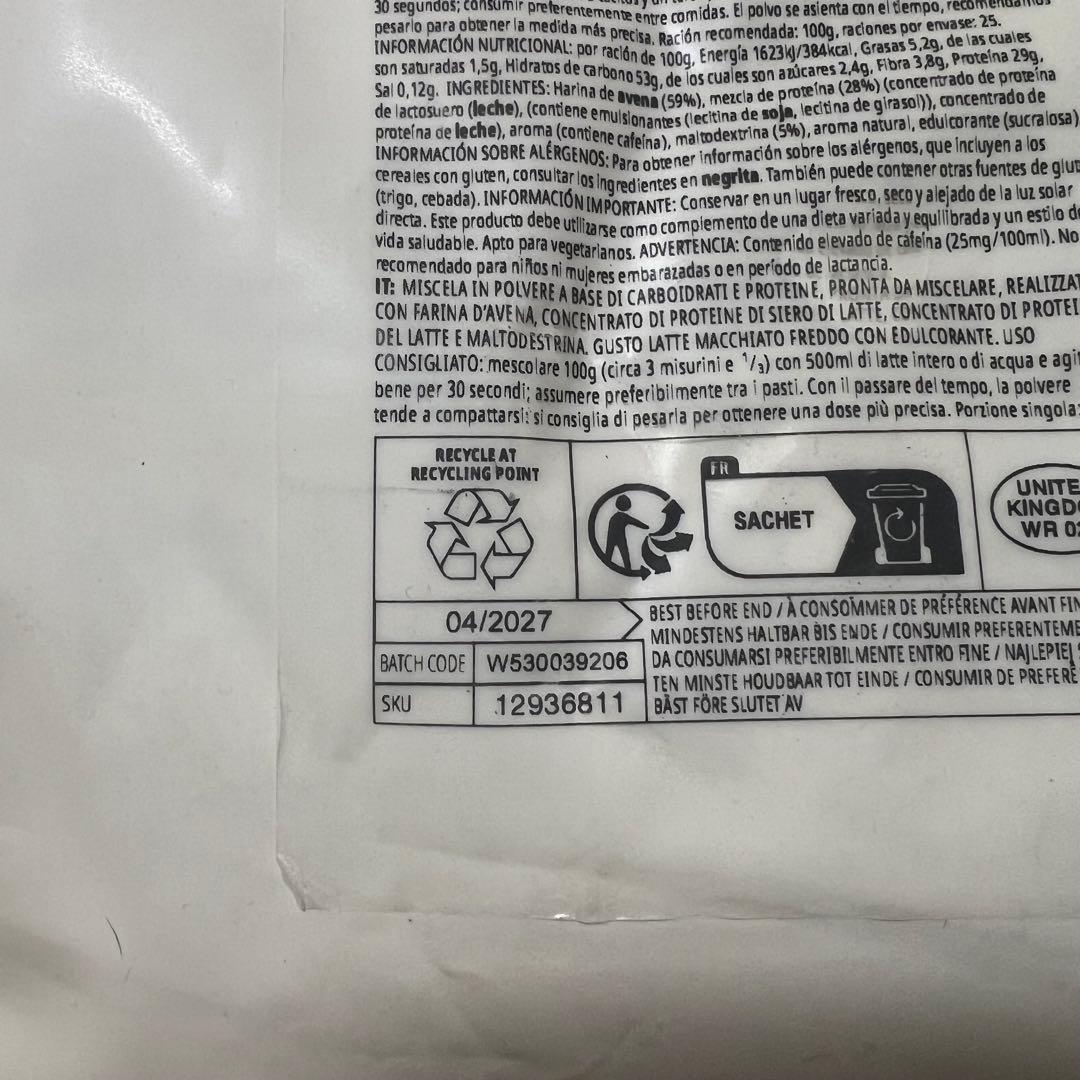 30 segundos; consumir preferentemente entre comidas. El polvo se asienta con el tiempo,
pesarlo para obtener la medida más precisa. Ración recomendada: 100g, raciones por envase: 25.
INFORMACIÓN NUTRICIONAL: por ración de 100g, Energía 1623kJ/384kcal, Grasas 5,2g, de las cuales
son saturadas 1,5g, Hidratos de carbono 53g, de los cuales son azúcares 2,4g, Fibra 3,8g, Proteína 29g,
Sal 0,12g. INGREDIENTES: Harina de avena (59%), mezcla de proteína (28%) (concentrado de proteína
de lactosuero (leche), (contiene emulsionantes (lecitina de soja, lecitina de girasol)), concentrado de
proteína de leche), aroma (contiene cafeína), maltodextrina (5%), aroma natural, edulcorante (sucralosa)
INFORMACIÓN SOBRE ALÉRGENOS: Para obtener información sobre los alérgenos, que incluyen a los
cereales con gluten, consultar los ingredientes en negrita. También puede contener otras fuentes de glut
(trigo, cebada). INFORMACIÓN IMPORTANTE: Conservar en un lugar fresco, seco y alejado de la luz solar
directa. Este producto debe utilizarse como complemento de una dieta variada y equilibrada y un estilo de
vida saludable. Apto para vegetarianos. ADVERTENCIA: Contenido elevado de cafeína (25mg/100ml). No
recomendado para niños ni mujeres embarazadas o en período de lactancia.
IT: MISCELA IN POLVERE A BASE DI CARBOIDRATI E PROTEINE, PRONTA DA MISCELARE, REALIZZAT
CON FARINA D'AVENA, CONCENTRATO DI PROTEINE DI SIERO DI LATTE, CONCENTRATO DI PROTEI
DEL LATTE E MALTODESTRINA. GUSTO LATTE MACCHIATO FREDDO CON EDULCORANTE. USO
CONSIGLIATO: mescolare 100g (circa 3 misurini e 1/3) con 500ml di latte intero o di acqua e agit
bene per 30 secondi; assumere preferibilmente tra i pasti. Con il passare del tempo, la polvere
tende a compattarsi: si consiglia di pesarla per ottenere una dose più precisa. Porzione singola:
RECYCLE AT
RECYCLING POINT
FR
SACHET
UNITE
KINGDO
WR 02
04/2027
BATCH CODE W530039206
SKU 12936811
BEST BEFORE END / À CONSOMMER DE PRÉFÉRENCE AVANT FIN
MINDESTENS HALTBAR BIS ENDE / CONSUMIR PREFERENTEME
DA CONSUMARSI PREFERIBILMENTE ENTRO FINE / NAJLEPIEJ
TEN MINSTE HOUDBAAR TOT EINDE / CONSUMIR DE PREFERÊ
BÄST FÖRE SLUTET AV